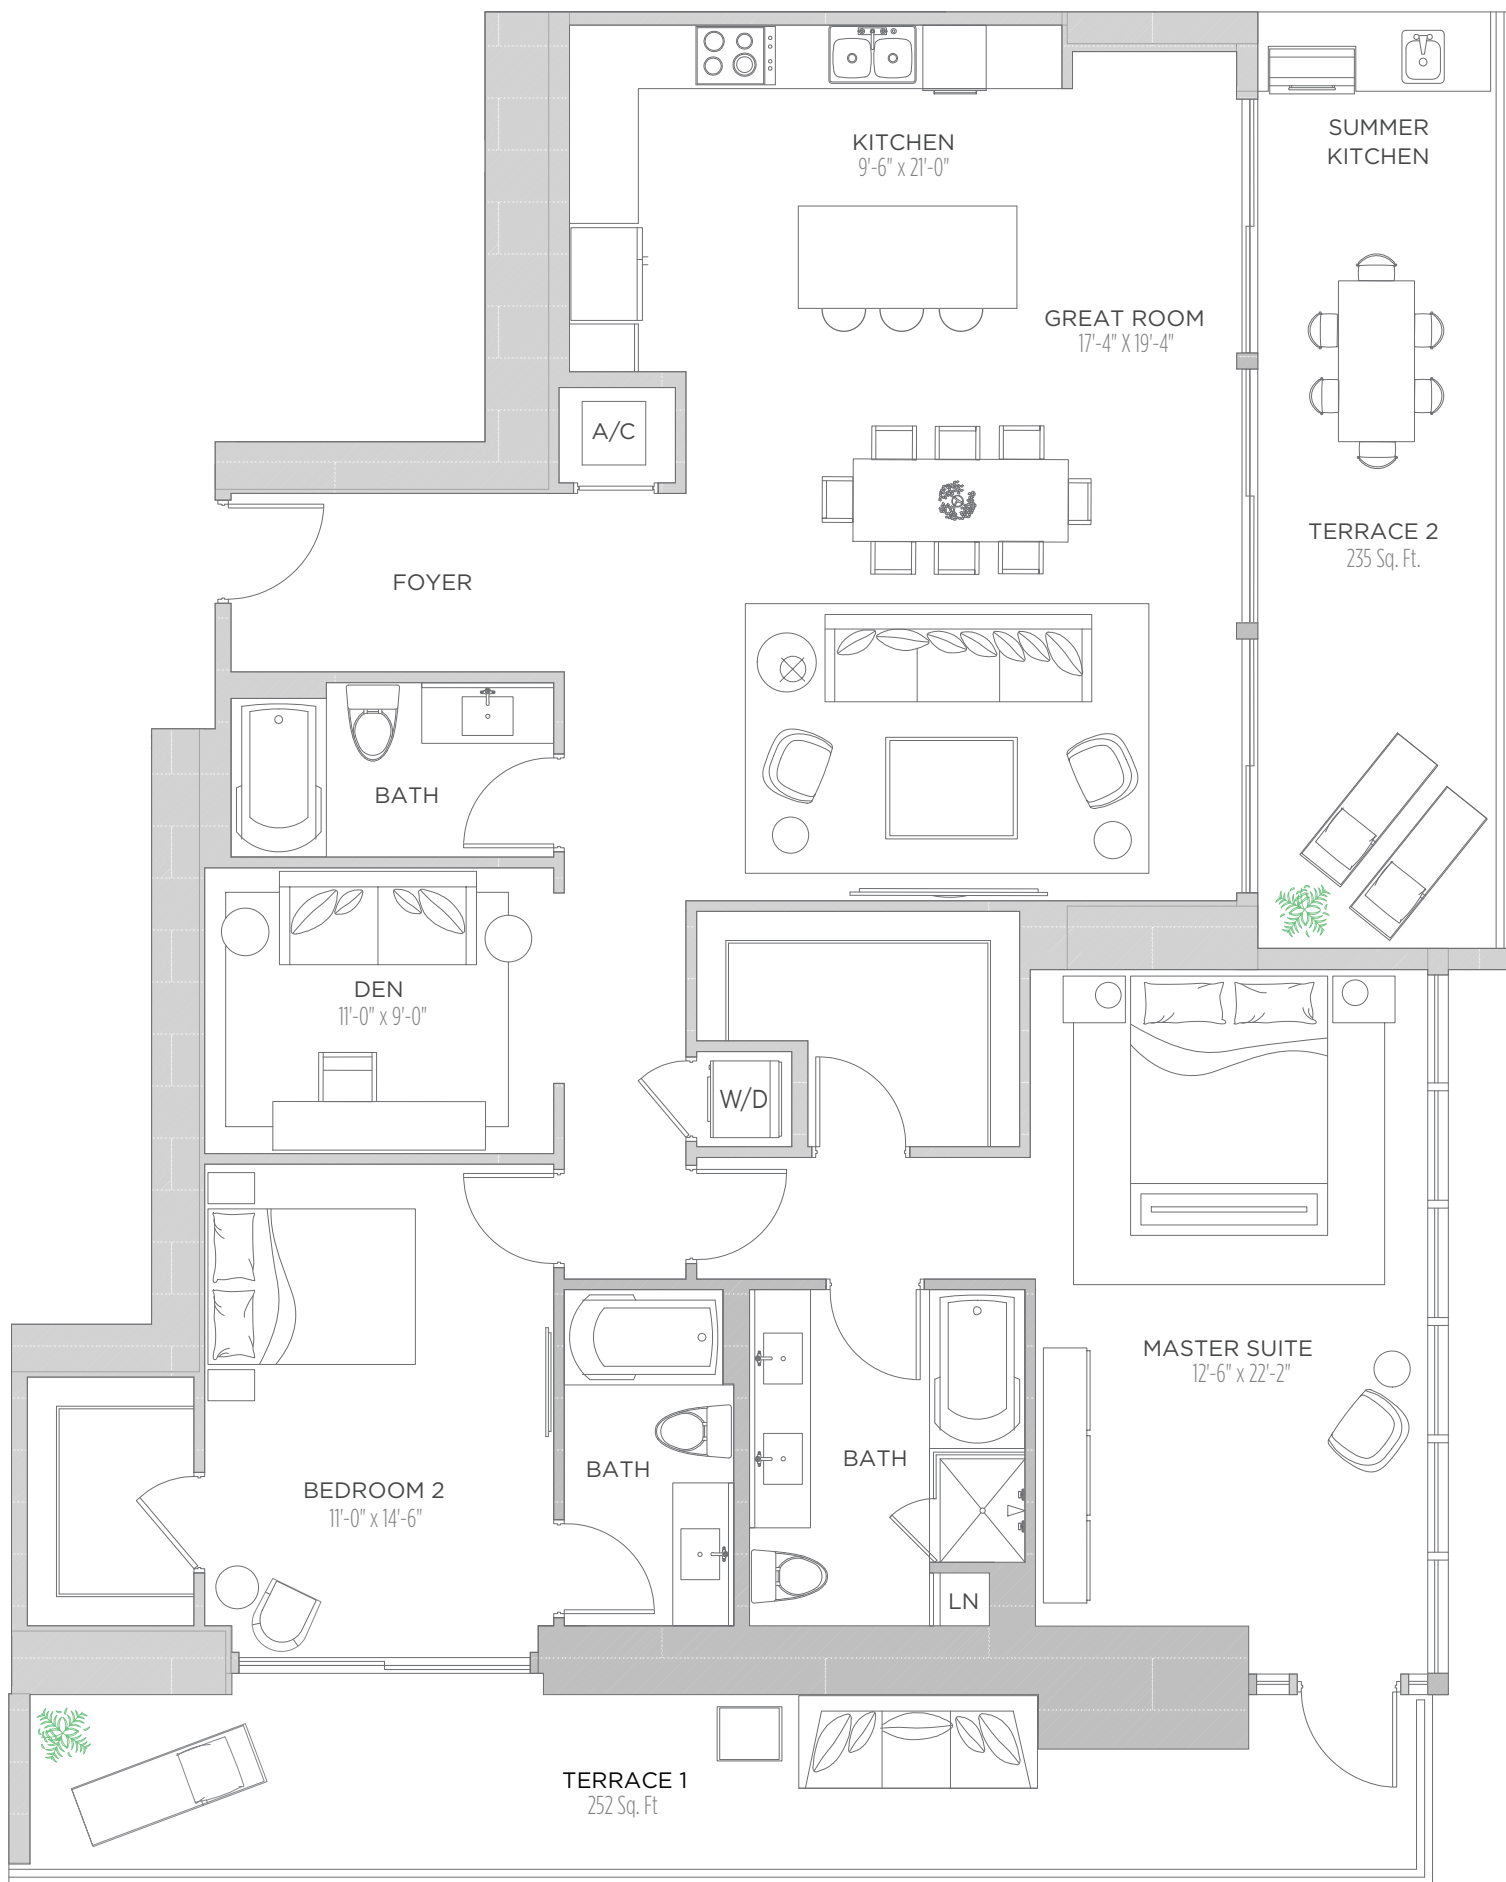 KITCHEN
9'-6" x 21'-0"
SUMMER
KITCHEN
GREAT ROOM
17'-4" X 19'-4"
A/C
TERRACE 2
235 Sq. Ft.
FOYER
BATH
DEN
11'-0" x 9'-0"
W/D
MASTER SUITE
12'-6" x 22'-2"
BATH
BATH
BEDROOM 2
11'-0" x 14'-6"
LN
TERRACE 1
252 Sq. Ft